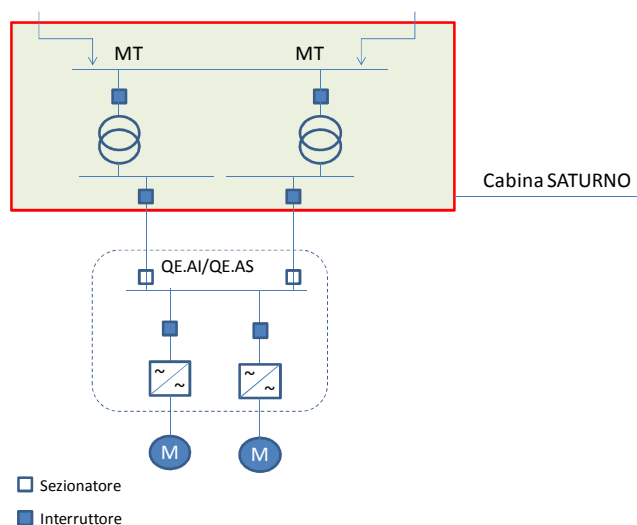 MT MT
Cabina SATURNO
QE.AI/QE.AS
~ ~
~ ~
M M
Sezionatore
Interruttore